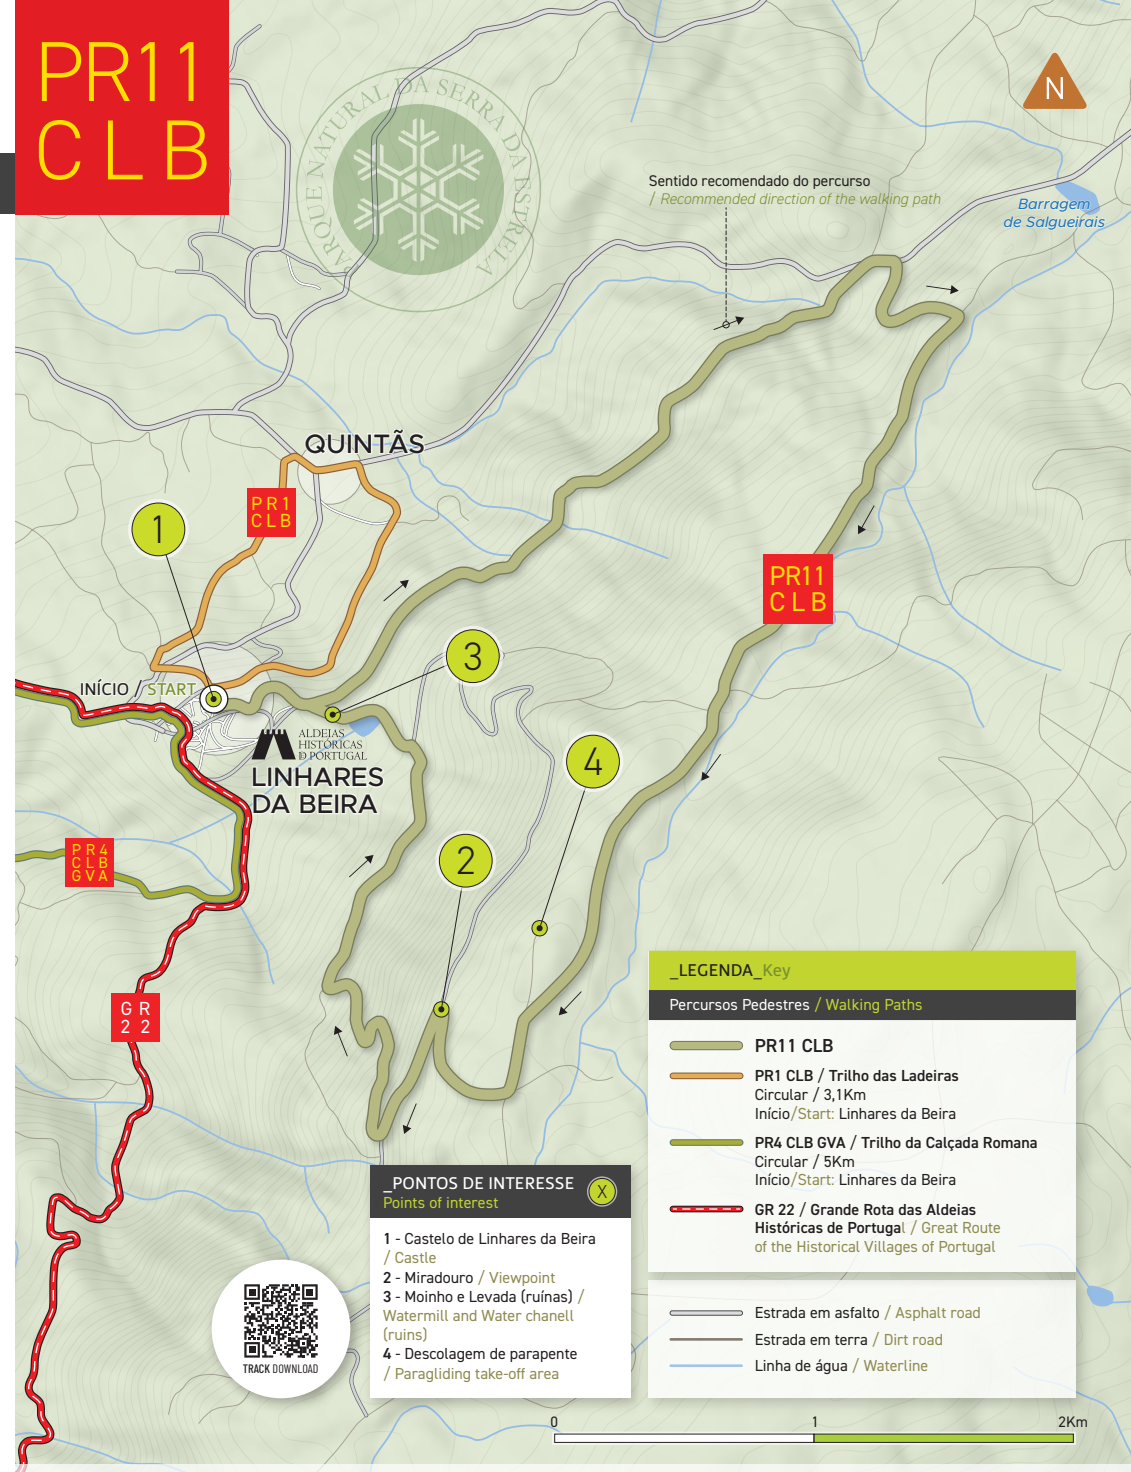 PR11
CLB
PARQUE NATURAL DA SERRA DA ESTRELA
N
Sentido recomendado do percurso
/ Recommended direction of the walking path
Barragem
de Salgueirais
QUINTÃS
PR1
CLB
1
3
INÍCIO / START
ALDEIAS
HISTÓRICAS
D PORTUGAL
LINHARES
DA BEIRA
PR11
CLB
4
2
PR4
CLB
GVA
GR
22
_LEGENDA_Key
Percursos Pedestres / Walking Paths
PR11 CLB
PR1 CLB / Trilho das Ladeiras
Circular / 3,1Km
Início/Start: Linhares da Beira
PR4 CLB GVA / Trilho da Calçada Romana
Circular / 5Km
Início/Start: Linhares da Beira
GR 22 / Grande Rota das Aldeias
Históricas de Portugal / Great Route
of the Historical Villages of Portugal
Estrada em asfalto / Asphalt road
Estrada em terra / Dirt road
Linha de água / Waterline
_PONTOS DE INTERESSE
Points of interest
X
1 - Castelo de Linhares da Beira
/ Castle
2 - Miradouro / Viewpoint
3 - Moinho e Levada (ruínas) /
Watermill and Water chanell
(ruins)
4 - Descolagem de parapente
/ Paragliding take-off area
TRACK DOWNLOAD
0 1 2Km